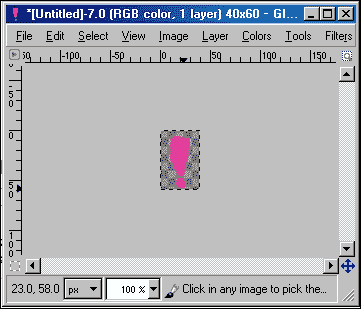 *[Untitled]-7.0 (RGB color, 1 layer) 40x60 – GI...
File Edit Select View Image Layer Colors Tools Filters
-50 0 50 100 150
50
0
50
100
23.0, 58.0 px 100 % Click in any image to pick the...